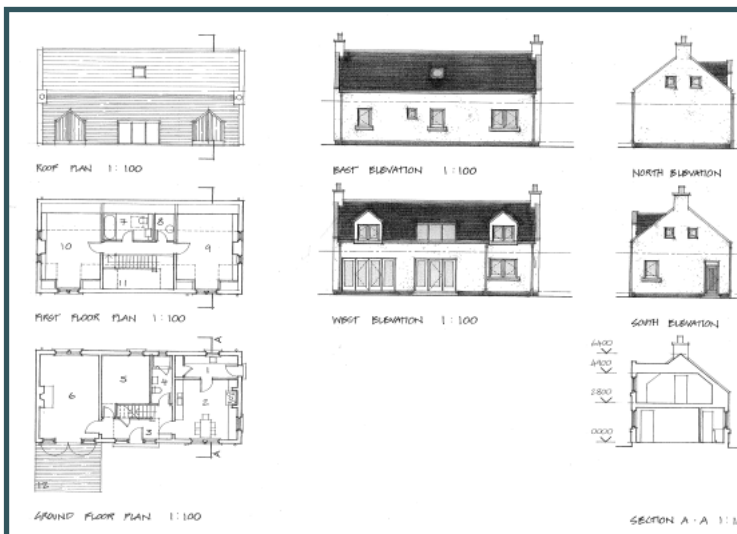 ROOF PLAN 1:100
EAST ELEVATION 1:100
NORTH ELEVATION
7
8
10
9
11
FIRST FLOOR PLAN 1:100
WEST ELEVATION 1:100
SOUTH ELEVATION
A
1
5
4
6
2
3
A
12
6400
4900
2800
0000
GROUND FLOOR PLAN 1:100
SECTION A-A 1:1